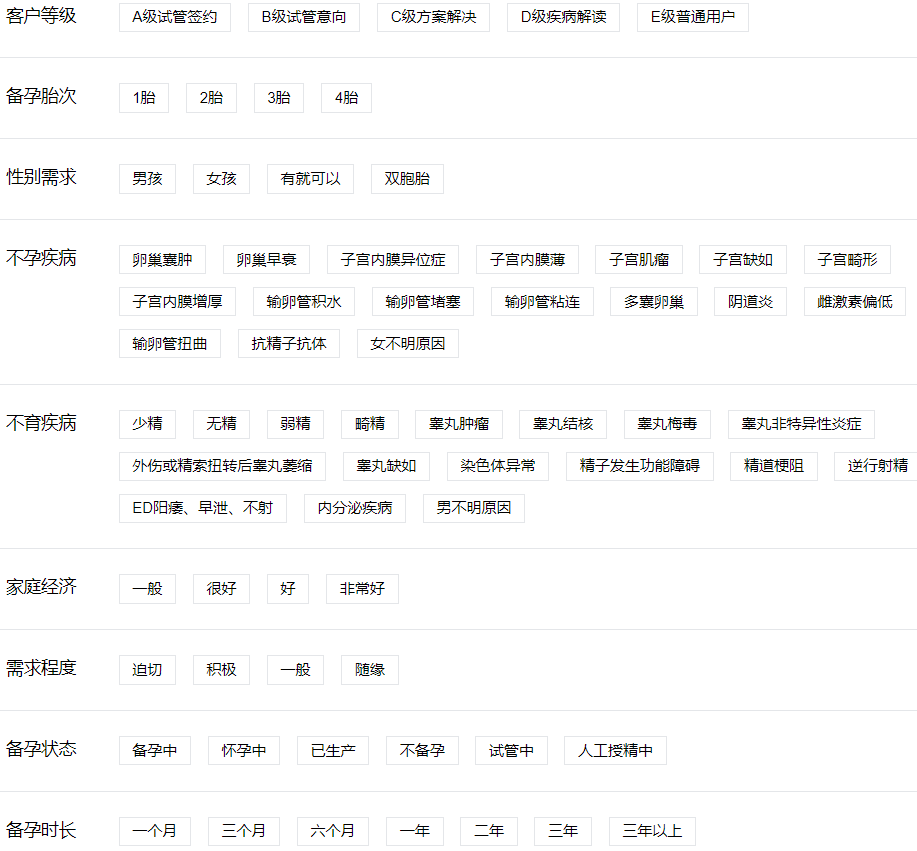 客户等级 A级试管签约 B级试管意向 C级方案解决 D级疾病解读 E级普通用户
备孕胎次 1胎 2胎 3胎 4胎
性别需求 男孩 女孩 有就可以 双胞胎
不孕疾病 卵巢囊肿 卵巢早衰 子宫内膜异位症 子宫内膜薄 子宫肌瘤 子宫缺如 子宫畸形
子宫内膜增厚 输卵管积水 输卵管堵塞 输卵管粘连 多囊卵巢 阴道炎 雌激素偏低
输卵管扭曲 抗精子抗体 女不明原因
不育疾病 少精 无精 弱精 畸精 睾丸肿瘤 睾丸结核 睾丸梅毒 睾丸非特异性炎症
外伤或精索扭转后睾丸萎缩 睾丸缺如 染色体异常 精子发生功能障碍 精道梗阻 逆行射精
ED阳痿、早泄、不射 内分泌疾病 男不明原因
家庭经济 一般 很好 好 非常好
需求程度 迫切 积极 一般 随缘
备孕状态 备孕中 怀孕中 已生产 不备孕 试管中 人工授精中
备孕时长 一个月 三个月 六个月 一年 二年 三年 三年以上